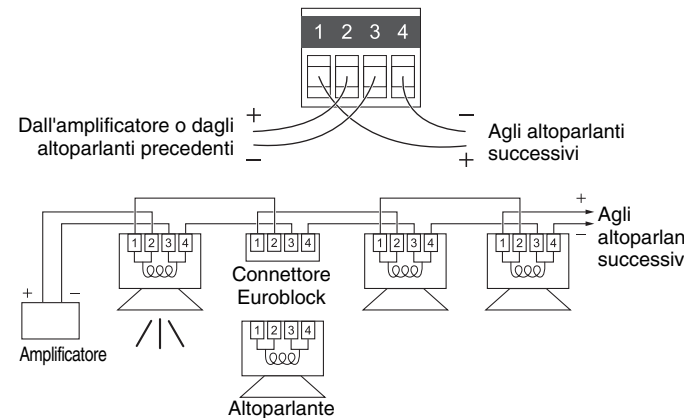 1 2 3 4
+
−
Dall'amplificatore o dagli
altoparlanti precedenti
−
+
Agli altoparlanti
successivi
+
−
Agli
altoparlan
successiv
1 2 3 4
1 2 3 4
1 2 3 4
1 2 3 4
Connettore
Euroblock
+ −
Amplificatore
1 2 3 4
Altoparlante